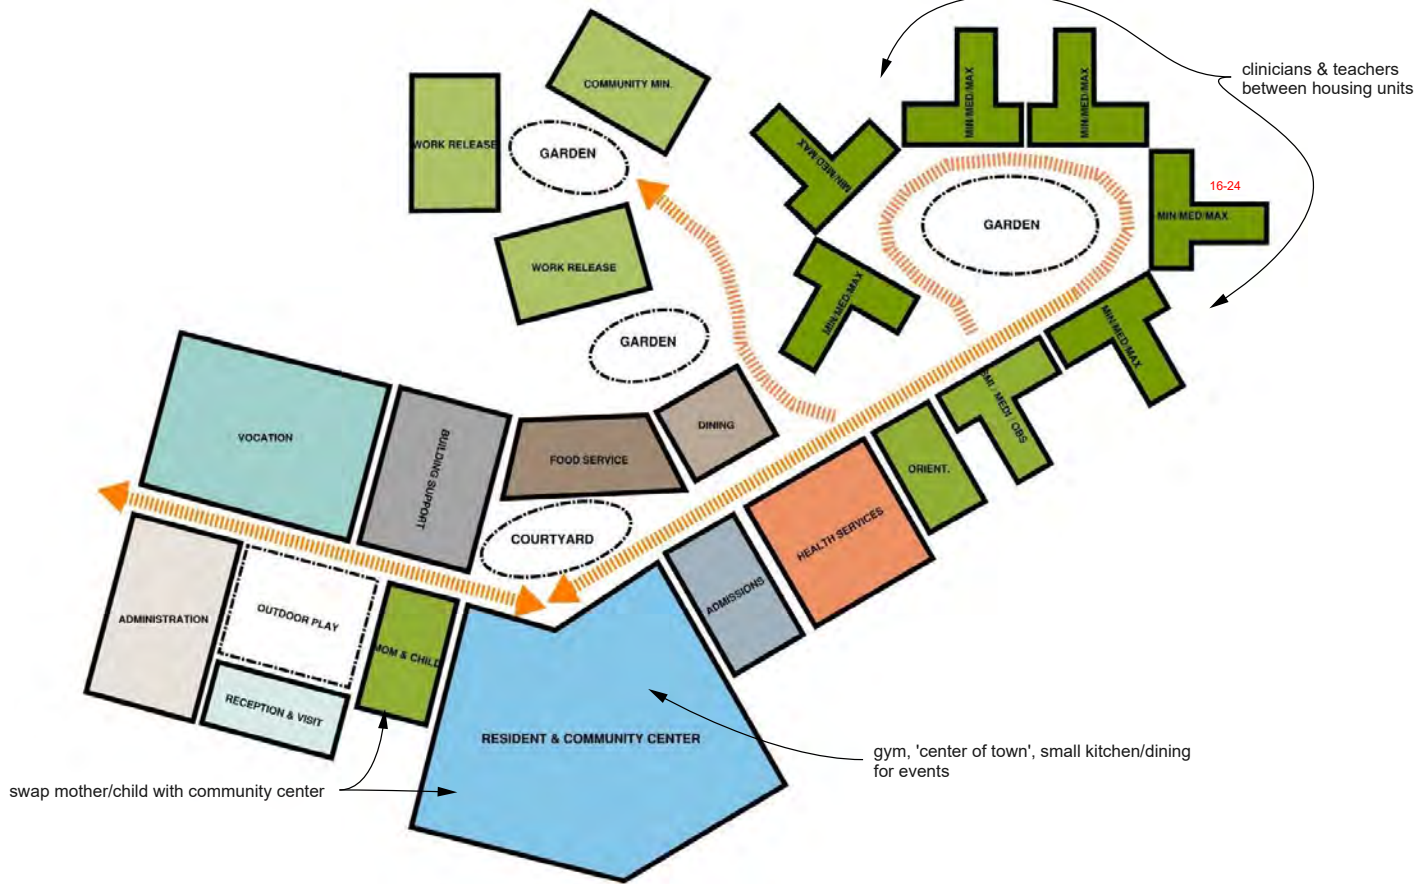 COMMUNITY MIN.
WORK RELEASE
GARDEN
WORK RELEASE
GARDEN
MIN/MED/MAX
MIN/MED/MAX
MIN/MED/MAX
MIN/MED/MAX
MIN/MED/MAX
MIN/MED/MAX
16-24
GARDEN
clinicians & teachers
between housing units
VOCATION
BUILDING SUPPORT
FOOD SERVICE
DINING
COURTYARD
SMI / MEDI / OBS
ORIENT.
HEALTH SERVICES
ADMISSIONS
ADMINISTRATION
OUTDOOR PLAY
MOM & CHILD
RECEPTION & VISIT
RESIDENT & COMMUNITY CENTER
gym, 'center of town', small kitchen/dining
for events
swap mother/child with community center